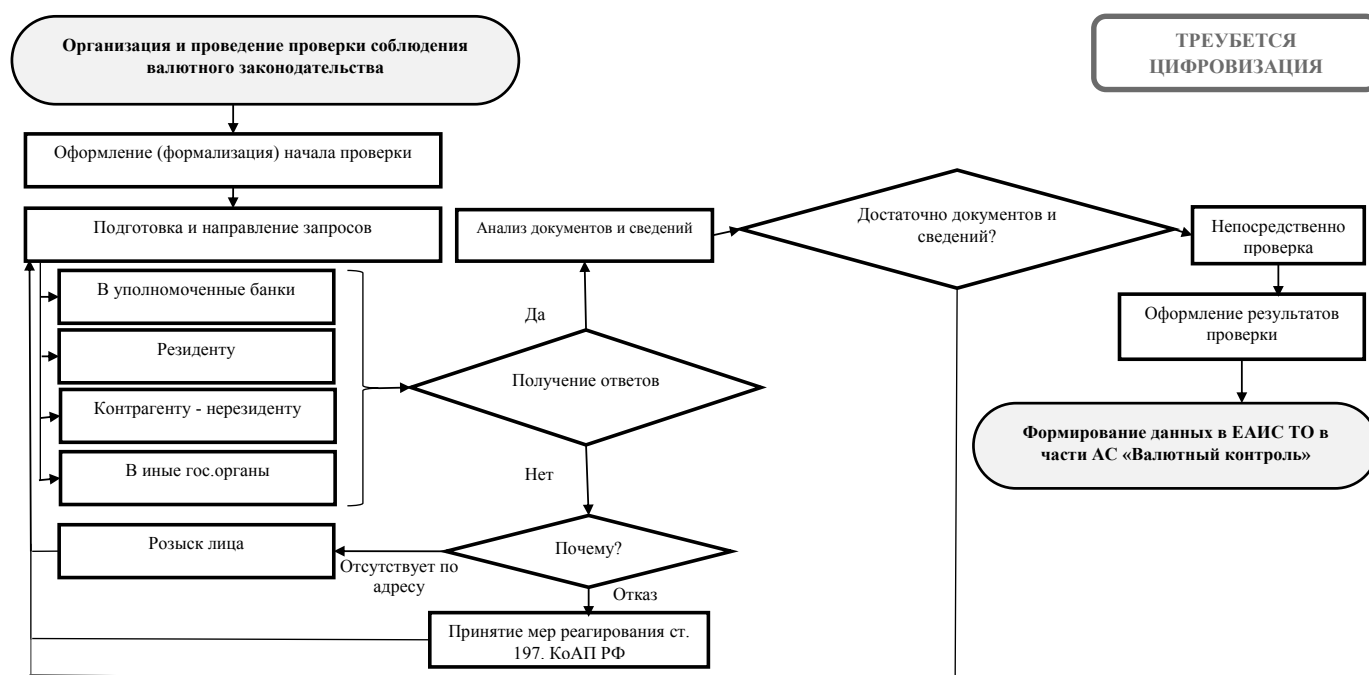 Организация и проведение проверки соблюдения
валютного законодательства
ТРЕУБЕТСЯ
ЦИФРОВИЗАЦИЯ
Оформление (формализация) начала проверки
Подготовка и направление запросов
В уполномоченные банки
Резиденту
Контрагенту - нерезиденту
В иные гос.органы
Розыск лица
Анализ документов и сведений
Да
Получение ответов
Нет
Почему?
Отсутствует по
адресу
Отказ
Принятие мер реагирования ст.
197. КоАП РФ
Достаточно документов и
сведений?
Непосредственно
проверка
Оформление результатов
проверки
Формирование данных в ЕАИС ТО в
части АС «Валютный контроль»